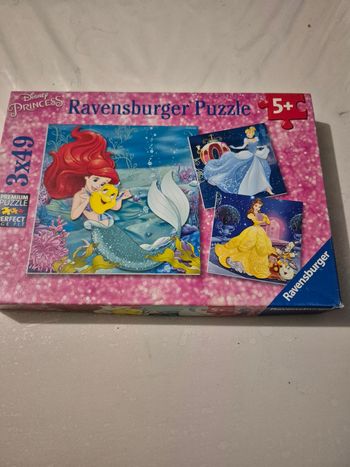 Disney
PRINCESS
Ravensburger Puzzle
5+
3x49
PREMIUM
PUZZLE
PERFECT
Ravensburger